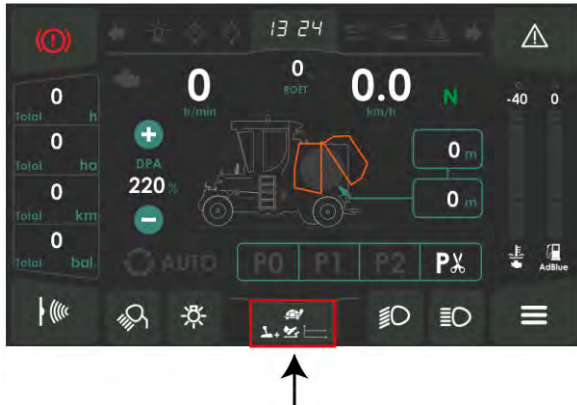 13 24
0
tr/min
0
ROET
0.0
km/h
N
-40 0
0
Total h
0
Total ha
0
Total km
0
Total bal.
DPA
220 %
0 m
0 m
AUTO
P0 P1 P2 P
AdBlue